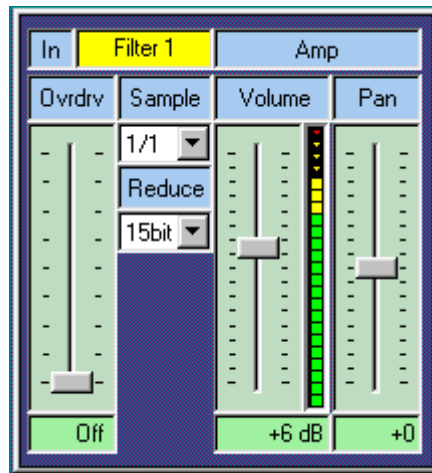 In Filter 1 Amp
Ovrdrv Sample Volume Pan
1/1
Reduce
15bit
Off +6 dB +0